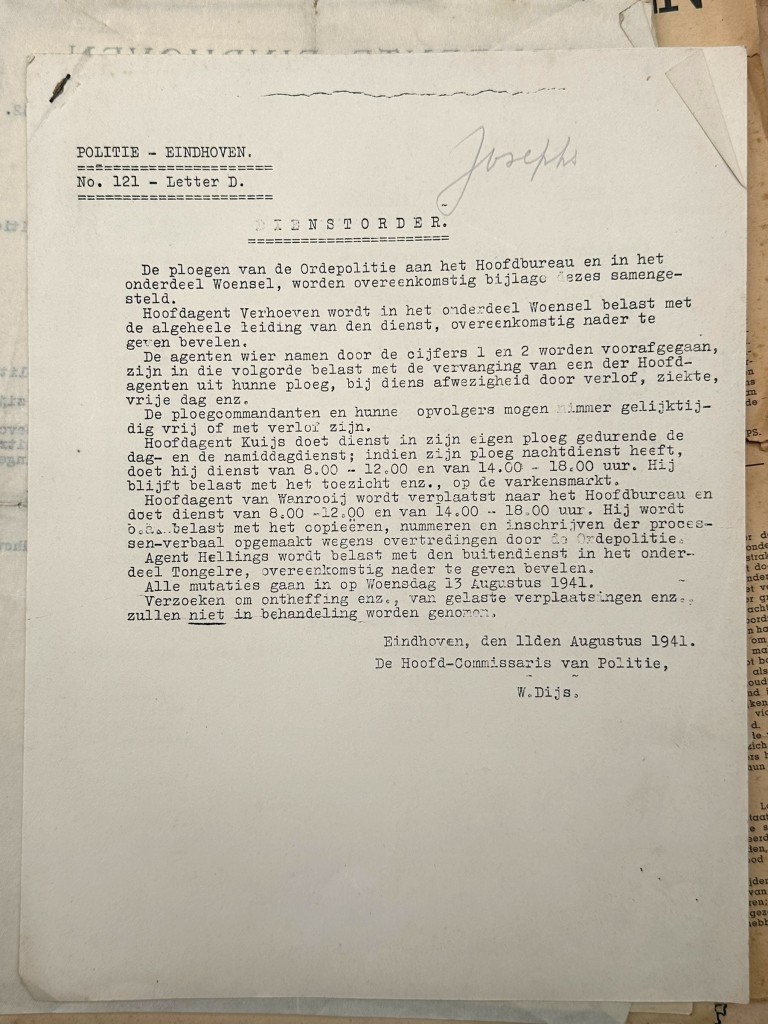 Josephs
POLITIE - EINDHOVEN.
No. 121 - Letter D.
DIENSTORDER.
De ploegen van de Ordepolitie aan het Hoofdbureau en in het
onderdeel Woensel, worden overeenkomstig bijlage dezes samenge-
steld.
Hoofdagent Verhoeven wordt in het onderdeel Woensel belast met
de algeheele leiding van den dienst, overeenkomstig nader te
geven bevelen.
De agenten wier namen door de cijfers 1 en 2 worden voorafgegaan,
zijn in die volgorde belast met de vervanging van een der Hoofd-
agenten uit hunne ploeg, bij diens afwezigheid door verlof, ziekte,
vrije dag enz.
De ploegcommandanten en hunne opvolgers mogen nimmer gelijktij-
dig vrij of met verlof zijn.
Hoofdagent Kuijs doet dienst in zijn eigen ploeg gedurende de
dag- en de namiddagdienst; indien zijn ploeg nachtdienst heeft,
doet hij dienst van 8.00 - 12.00 en van 14.00 - 18.00 uur. Hij
blijft belast met het toezicht enz., op de varkensmarkt.
Hoofdagent van Wanrooij wordt verplaatst naar het Hoofdbureau en
doet dienst van 8.00 -12.00 en van 14.00 - 18.00 uur. Hij wordt
o.a. belast met het copieëren, nummeren en inschrijven der proces-
sen-verbaal opgemaakt wegens overtredingen door de Ordepolitie.
Agent Hellings wordt belast met den buitendienst in het onder-
deel Tongelre, overeenkomstig nader te geven bevelen.
Alle mutaties gaan in op Woensdag 13 Augustus 1941.
Verzoeken om ontheffing enz., van gelaste verplaatsingen enz.
zullen niet in behandeling worden genomen.
Eindhoven, den 11den Augustus 1941.
De Hoofd-Commissaris van Politie,
W.Dijs.